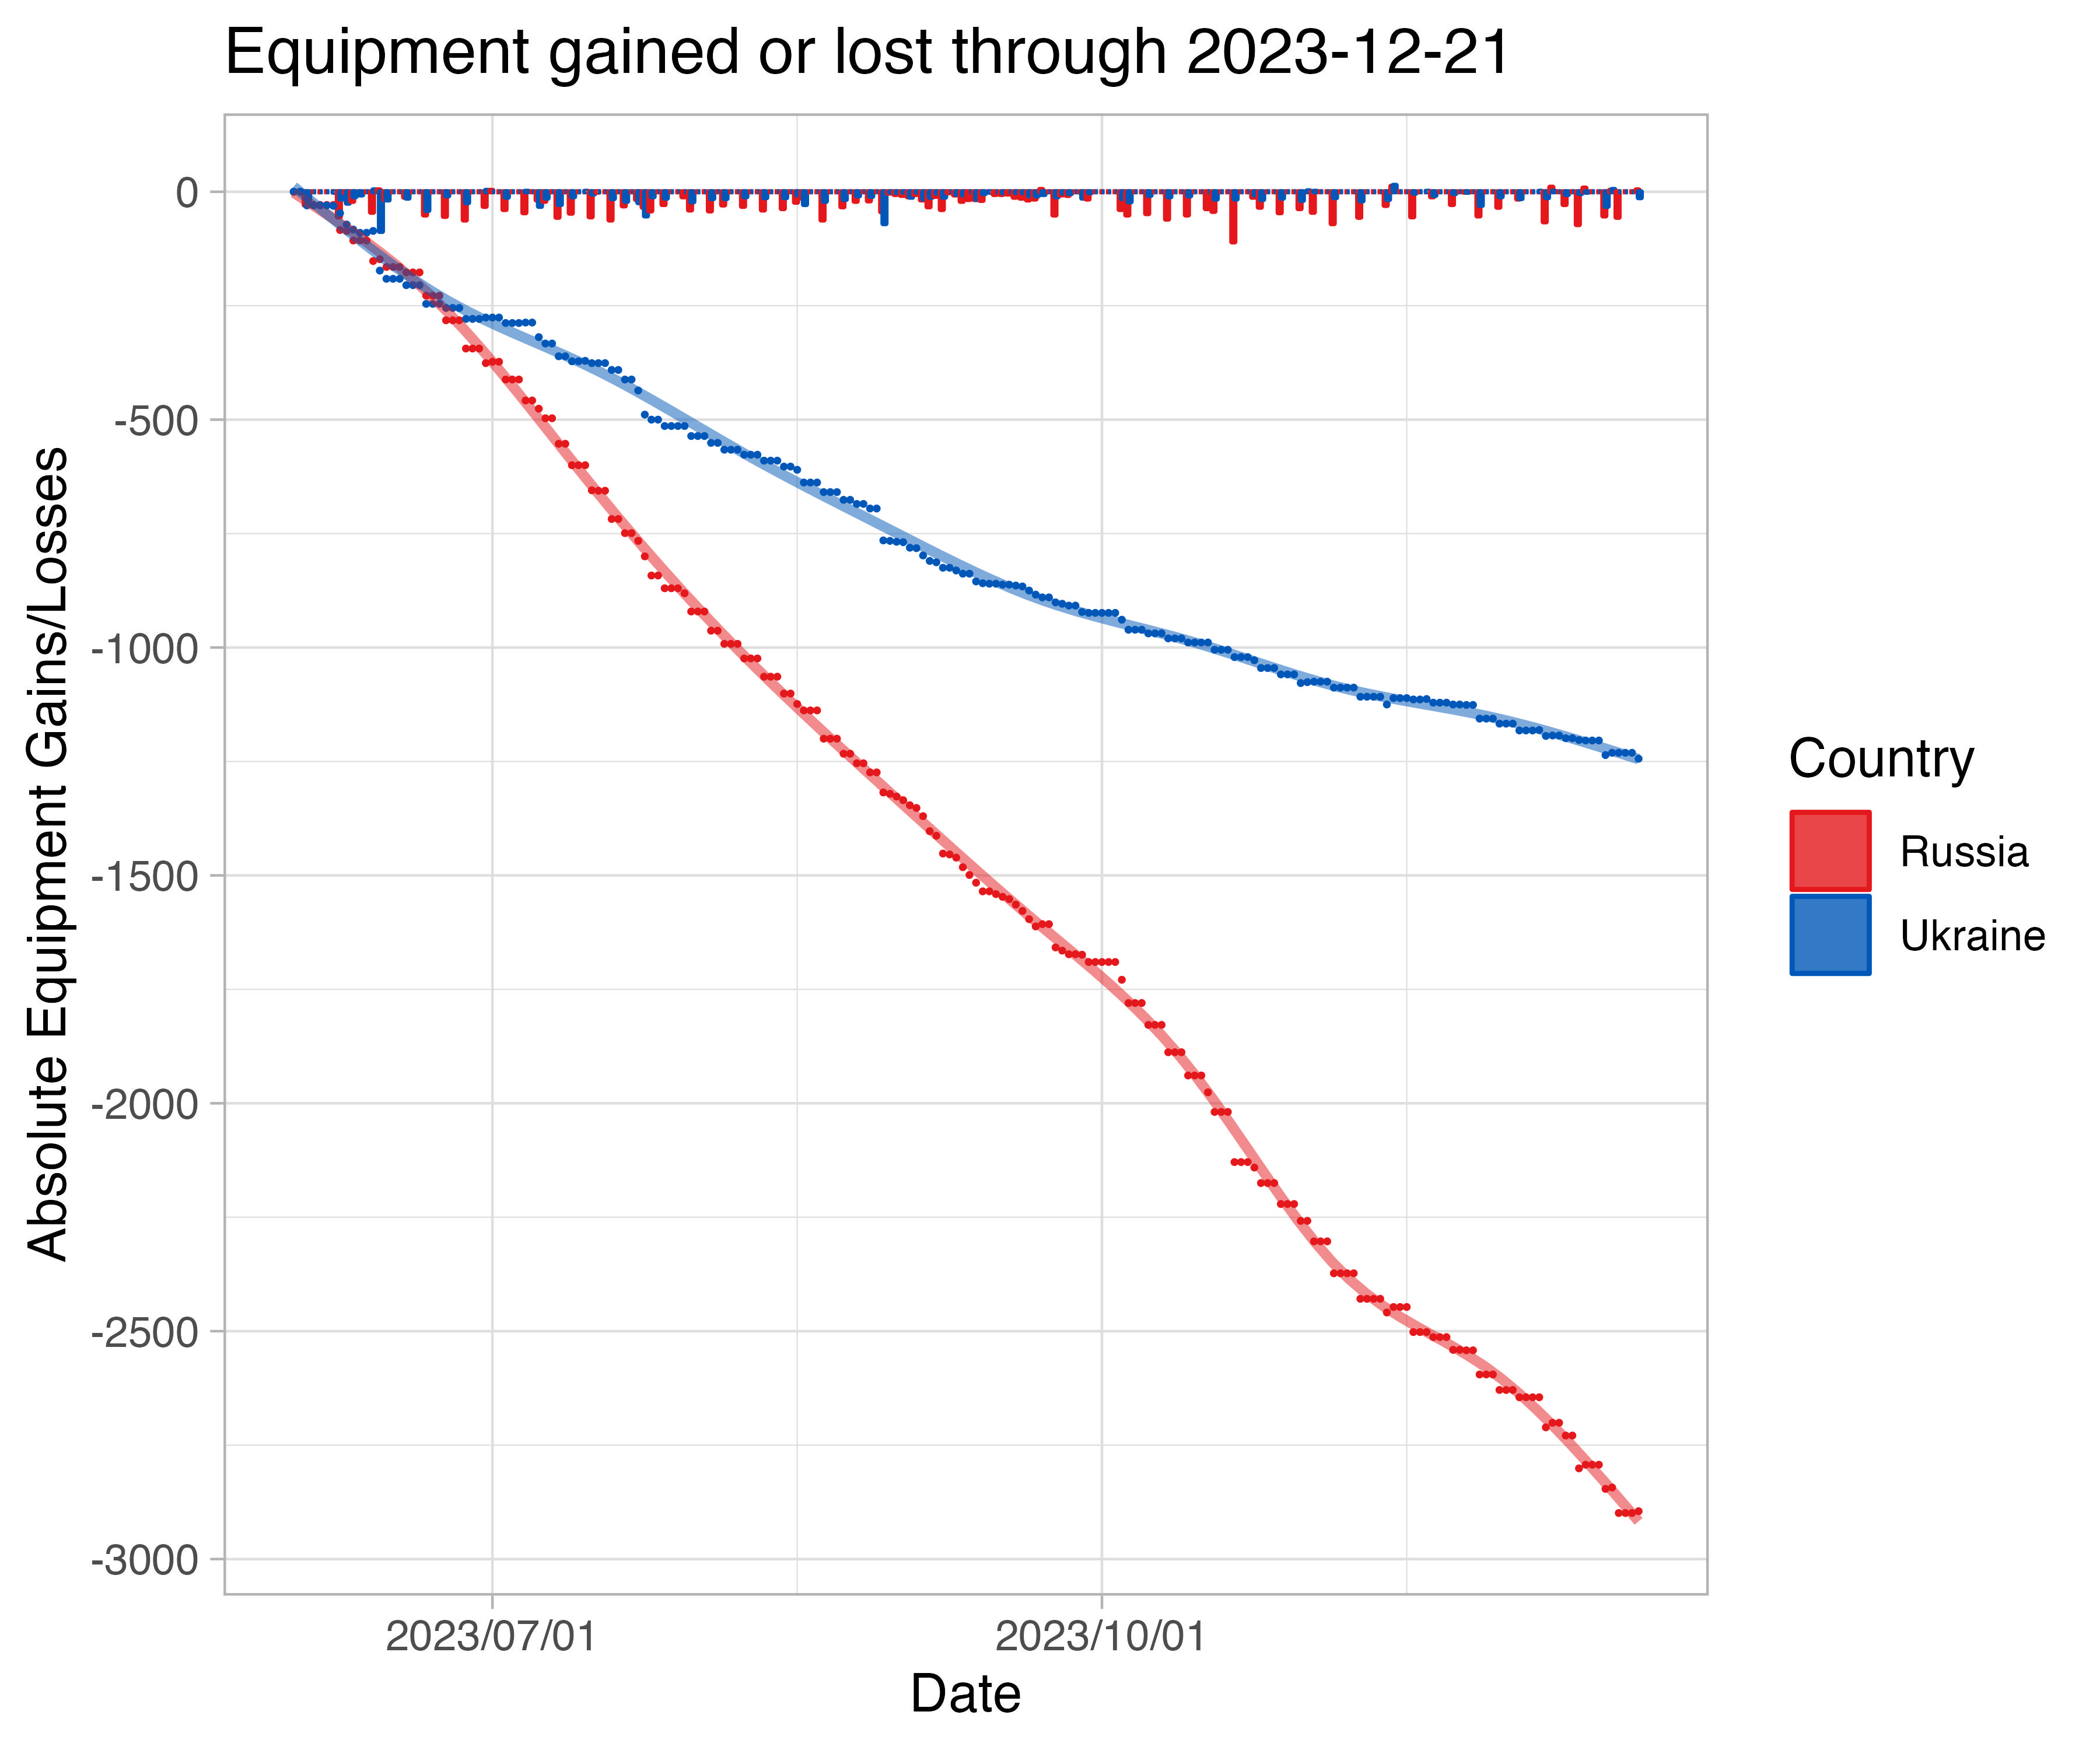 Equipment gained or lost through 2023-12-21
Absolute Equipment Gains/Losses
0
-500
-1000
-1500
-2000
-2500
-3000
2023/07/01
2023/10/01
Date
Country
Russia
Ukraine